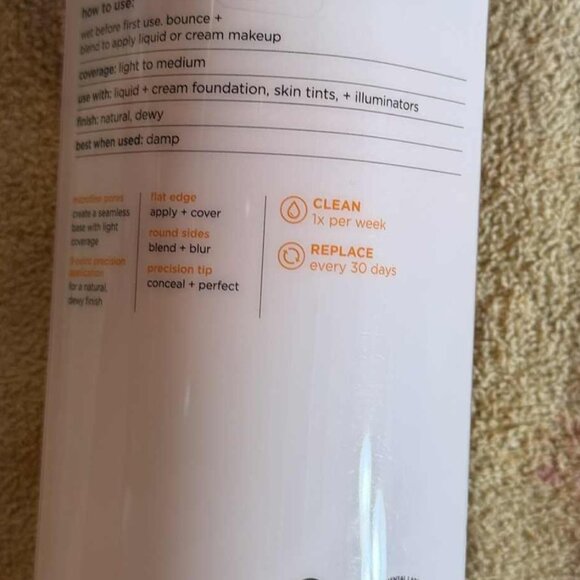 how to use:
wet before first use. bounce +
blend to apply liquid or cream makeup
coverage: light to medium
use with: liquid + cream foundation, skin tints, + illuminators
finish: natural, dewy
best when used: damp
create a seamless
base with light
coverage
precision
application
for a natural,
dewy finish
flat edge
apply + cover
round sides
blend + blur
precision tip
conceal + perfect
CLEAN
1x per week
REPLACE
every 30 days